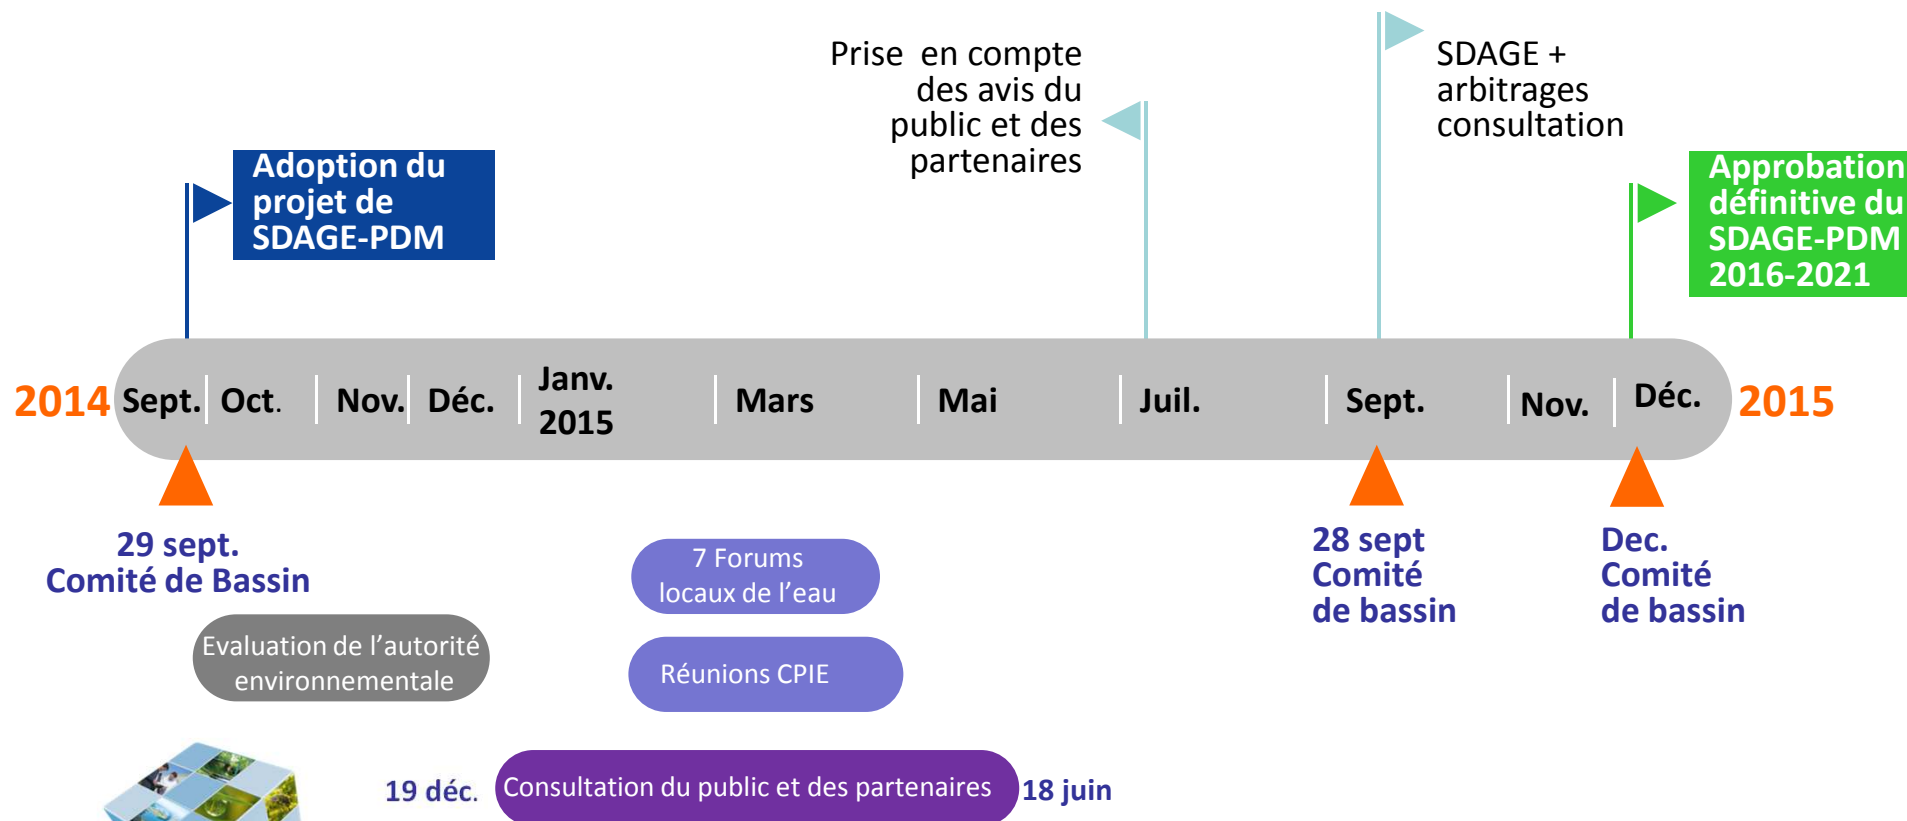 Prise en compte
des avis du
public et des
partenaires
SDAGE +
arbitrages
consultation
Adoption du
projet de
SDAGE-PDM
Approbation
définitive du
SDAGE-PDM
2016-2021
2014 Sept. Oct. Nov. Déc. Janv. 2015 Mars Mai Juil. Sept. Nov. Déc. 2015
29 sept.
Comité de Bassin
28 sept
Comité
de bassin
Dec.
Comité
de bassin
7 Forums
locaux de l'eau
Evaluation de l'autorité
environnementale
Réunions CPIE
19 déc. Consultation du public et des partenaires 18 juin